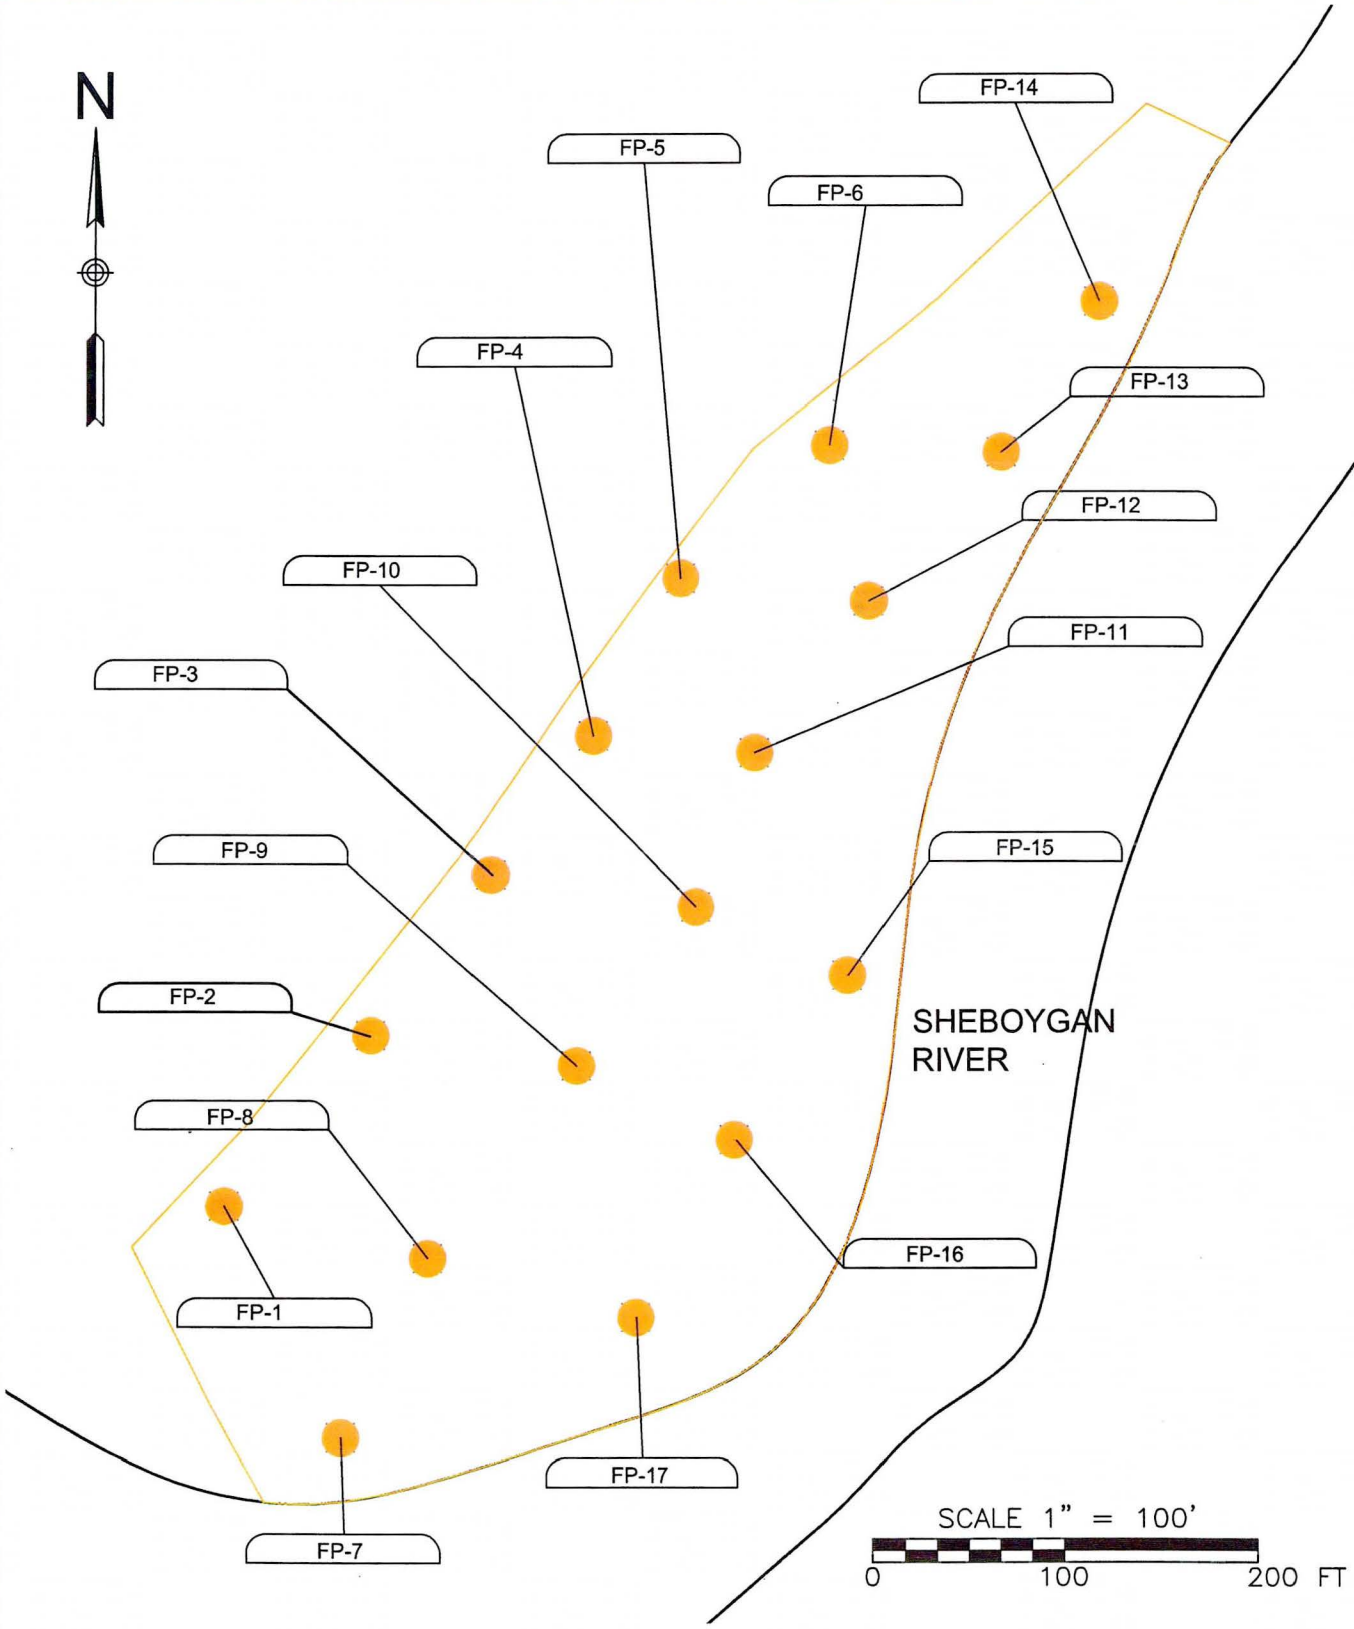 N
FP-14
FP-5
FP-6
FP-4
FP-13
FP-12
FP-10
FP-11
FP-3
FP-9
FP-15
FP-2
SHEBOYGAN
RIVER
FP-8
FP-16
FP-1
FP-17
FP-7
SCALE 1" = 100'
0 100 200 FT